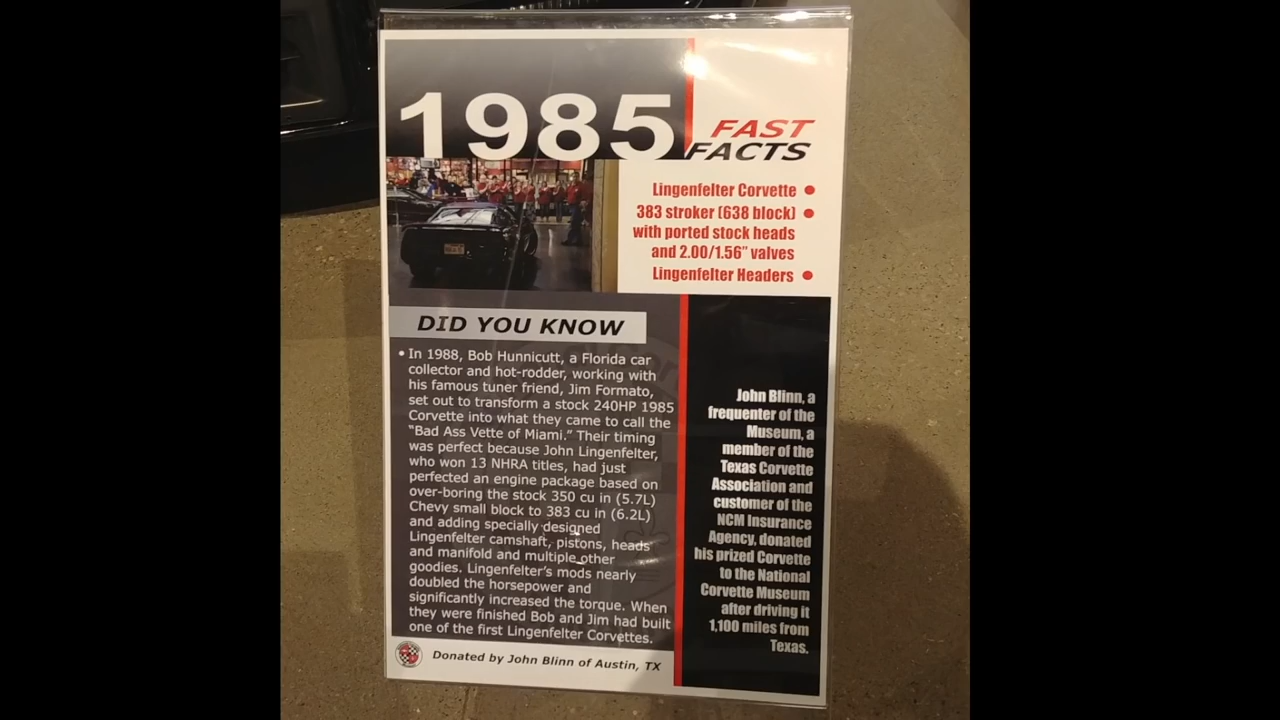 1985
FAST
FACTS
Lingenfelter Corvette •
383 stroker (638 block) •
with ported stock heads
and 2.00/1.56" valves
Lingenfelter Headers •
DID YOU KNOW
• In 1988, Bob Hunnicutt, a Florida car
collector and hot-rodder, working with
his famous tuner friend, Jim Formato,
set out to transform a stock 240HP 1985
Corvette into what they came to call the
"Bad Ass Vette of Miami." Their timing
was perfect because John Lingenfelter,
who won 13 NHRA titles, had just
perfected an engine package based on
over-boring the stock 350 cu in (5.7L)
Chevy small block to 383 cu in (6.2L)
and adding specially designed
Lingenfelter camshaft, pistons, heads
and manifold and multiple other
goodies. Lingenfelter's mods nearly
doubled the horsepower and
significantly increased the torque. When
they were finished Bob and Jim had built
one of the first Lingenfelter Corvettes.
John Blinn, a
frequenter of the
Museum, a
member of the
Texas Corvette
Association and
customer of the
NCM Insurance
Agency, donated
his prized Corvette
to the National
Corvette Museum
after driving it
1,100 miles from
Texas.
Donated by John Blinn of Austin, TX